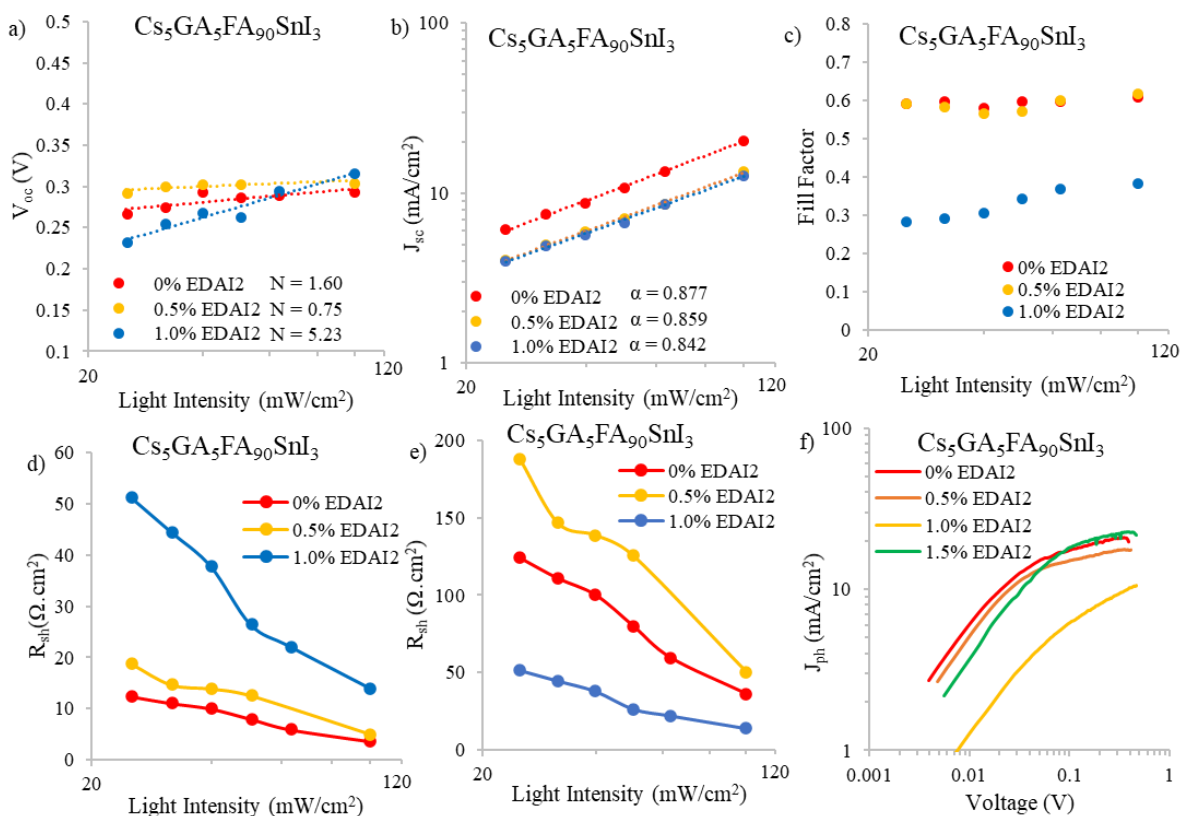 a)
Cs₅GA₅FA₉₀SnI₃
0.5
0.45
0.4
0.35
0.3
0.25
0.2
0.15
0.1
V_oc (V)
0% EDAI2 N = 1.60
0.5% EDAI2 N = 0.75
1.0% EDAI2 N = 5.23
20
120
Light Intensity (mW/cm²)
b)
Cs₅GA₅FA₉₀SnI₃
100
10
1
J_sc (mA/cm²)
0% EDAI2 α = 0.877
0.5% EDAI2 α = 0.859
1.0% EDAI2 α = 0.842
20
120
Light Intensity (mW/cm²)
c)
Cs₅GA₅FA₉₀SnI₃
0.8
0.7
0.6
0.5
0.4
0.3
0.2
0.1
0
Fill Factor
0% EDAI2
0.5% EDAI2
1.0% EDAI2
20
120
Light Intensity (mW/cm²)
d)
Cs₅GA₅FA₉₀SnI₃
60
50
40
30
20
10
0
R_sh(Ω.cm²)
0% EDAI2
0.5% EDAI2
1.0% EDAI2
20
120
Light Intensity (mW/cm²)
e)
Cs₅GA₅FA₉₀SnI₃
200
150
100
50
0
R_sh(Ω.cm²)
0% EDAI2
0.5% EDAI2
1.0% EDAI2
20
120
Light Intensity (mW/cm²)
f)
Cs₅GA₅FA₉₀SnI₃
100
10
1
J_ph (mA/cm²)
0% EDAI2
0.5% EDAI2
1.0% EDAI2
1.5% EDAI2
0.001
0.01
0.1
1
Voltage (V)